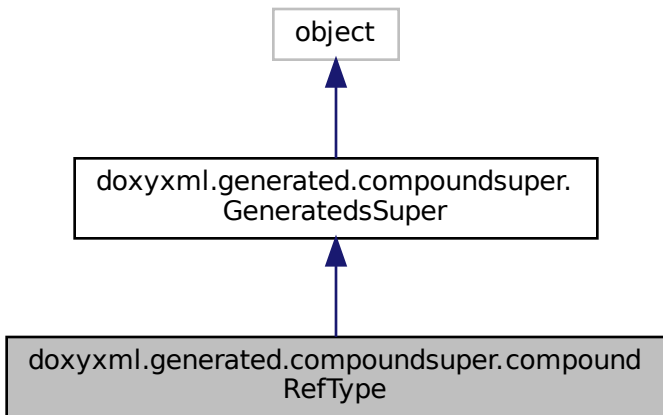 object
doxyxml.generated.compoundsuper.
GeneratedsSuper
doxyxml.generated.compoundsuper.compound
RefType